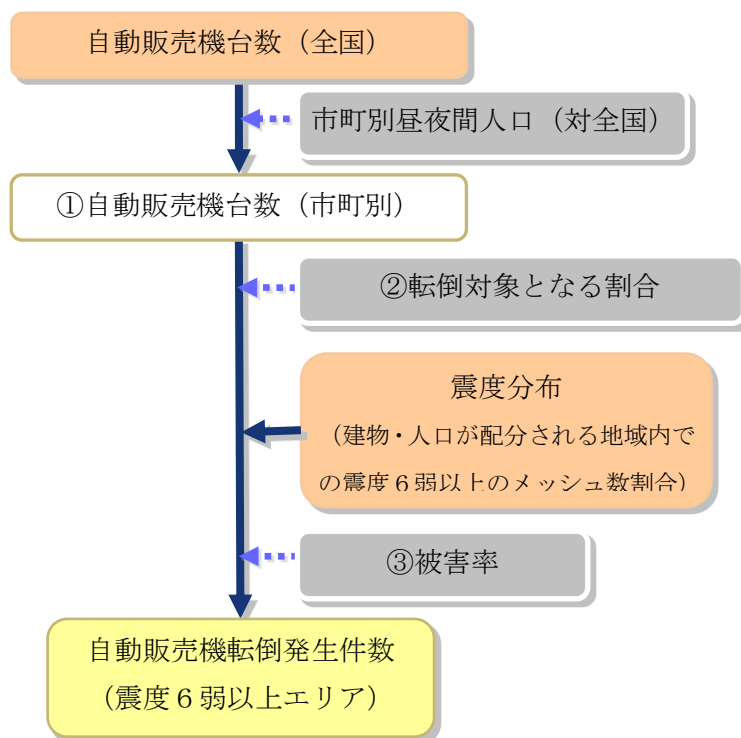 自動販売機台数（全国）
市町別昼夜間人口（対全国）
①自動販売機台数（市町別）
②転倒対象となる割合
震度分布
（建物・人口が配分される地域内で
の震度６弱以上のメッシュ数割合）
③被害率
自動販売機転倒発生件数
（震度６弱以上エリア）